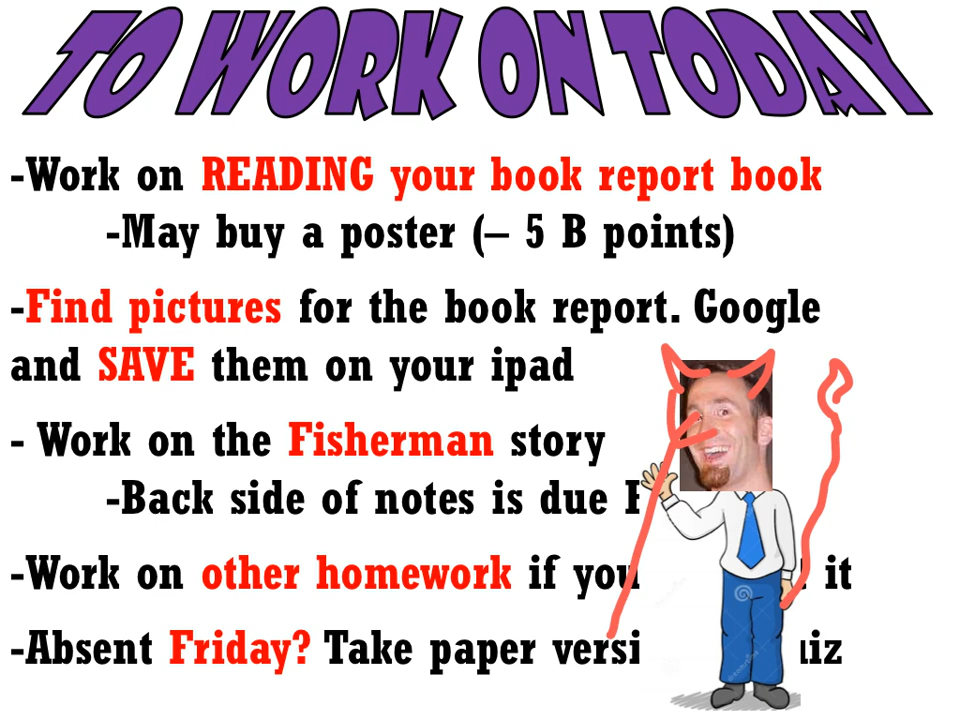 TO WORK ON TODAY
-Work on READING your book report book
-May buy a poster (– 5 B points)
-Find pictures for the book report. Google
and SAVE them on your ipad
- Work on the Fisherman story
-Back side of notes is due
-Work on other homework if you it
-Absent Friday? Take paper